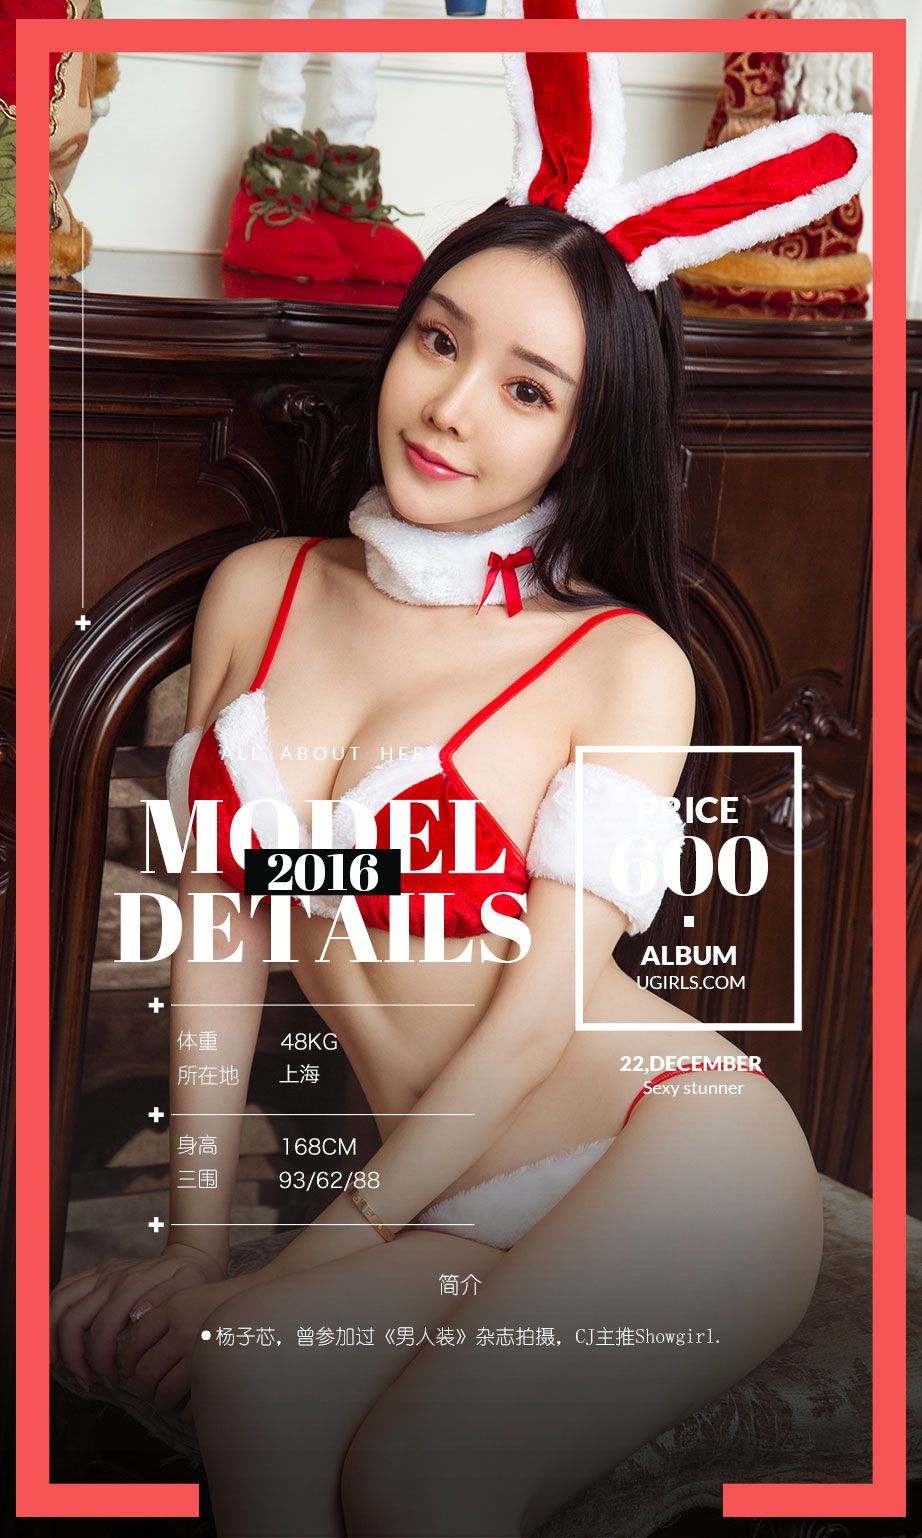 ALL ABOUT HER
MODEL
2016
DETAILS
PRICE
600
ALBUM
UGIRLS.COM
22,DECEMBER
Sexy stunner
体重 48KG
所在地 上海
身高 168CM
三围 93/62/88
简介
杨子芯，曾参加过《男人装》杂志拍摄，CJ主推Showgirl.